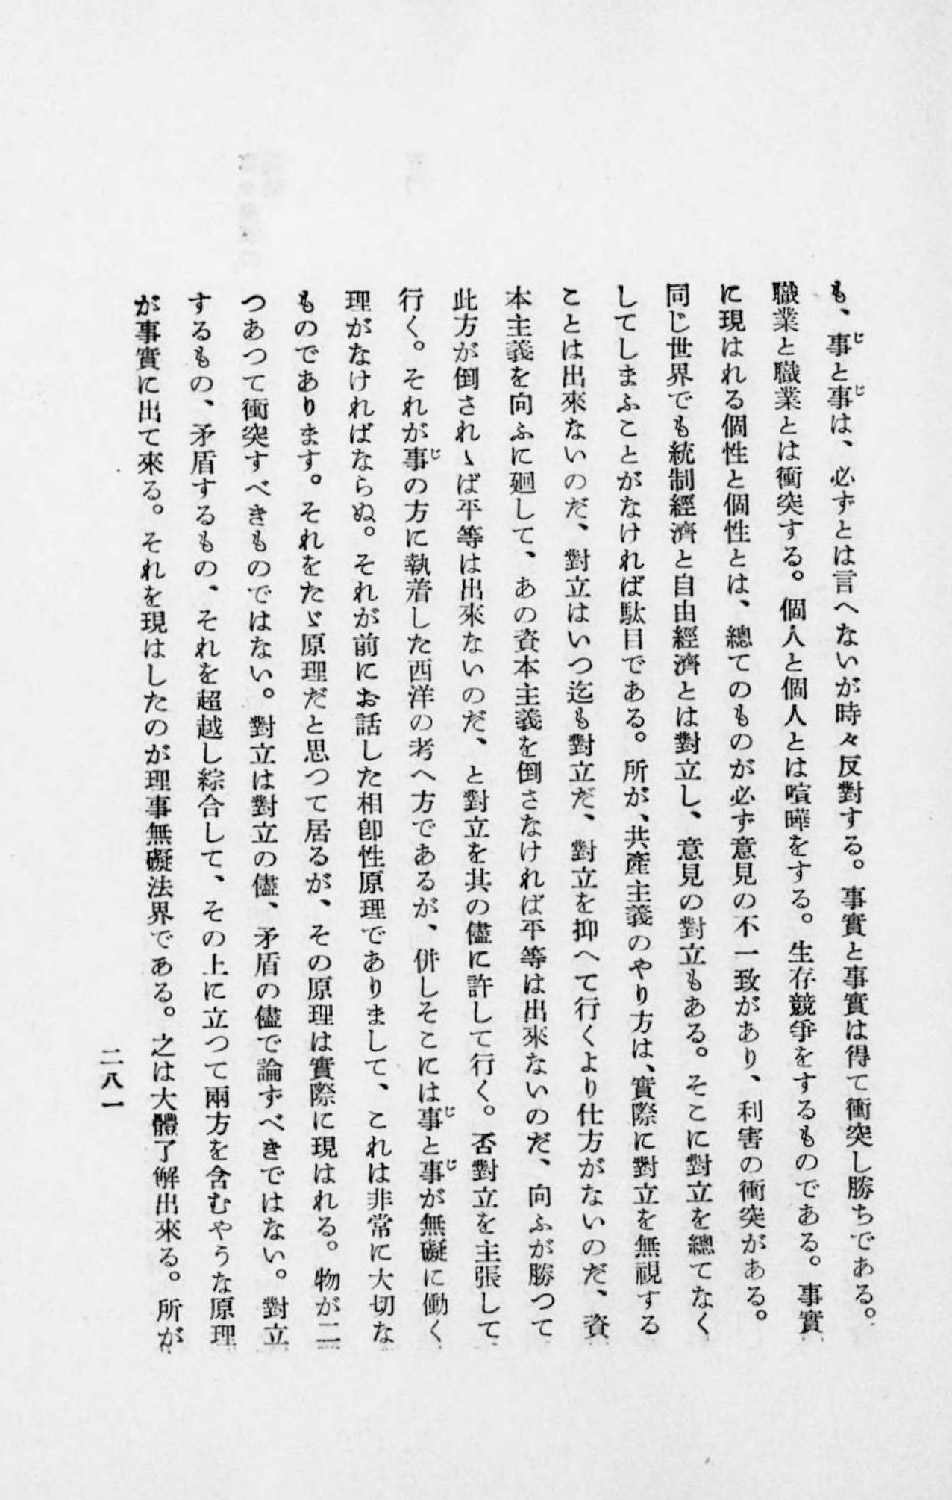 も、事と事は、必ずとは言へないが時々反對する。事實と事實は得て衝突し勝ちである。
職業と職業とは衝突する。個人と個人とは喧嘩をする。生存競爭をするものである。事實
に現はれる個性と個性とは、總てのものが必ず意見の不一致があり、利害の衝突がある。
同じ世界でも統制經濟と自由經濟とは對立し、意見の對立もある。そこに對立を總てなく
してしまふことがなければ駄目である。所が、共產主義のやり方は、實際に對立を無視する
ことは出來ないのだ、對立はいつ迄も對立だ、對立を抑へて行くより仕方がないのだ、資
本主義を向ふに廻して、あの資本主義を倒さなければ平等は出來ないのだ、向ふが勝つて
此方が倒されゝば平等は出來ないのだ、と對立を其の儘に許して行く。否對立を主張して
行く。それが事の方に執着した西洋の考へ方であるが、併しそこには事と事が無礙に働く
理がなければならぬ。それが前にお話した相卽性原理でありまして、これは非常に大切な
ものであります。それをたゞ原理だと思つて居るが、その原理は實際に現はれる。物が二
つあつて衝突すべきものではない。對立は對立の儘、矛盾の儘で論ずべきではない。對立
するもの、矛盾するもの、それを超越し綜合して、その上に立つて兩方を含むやうな原理
が事實に出て來る。それを現はしたのが理事無礙法界である。之は大體了解出來る。所が
二八一